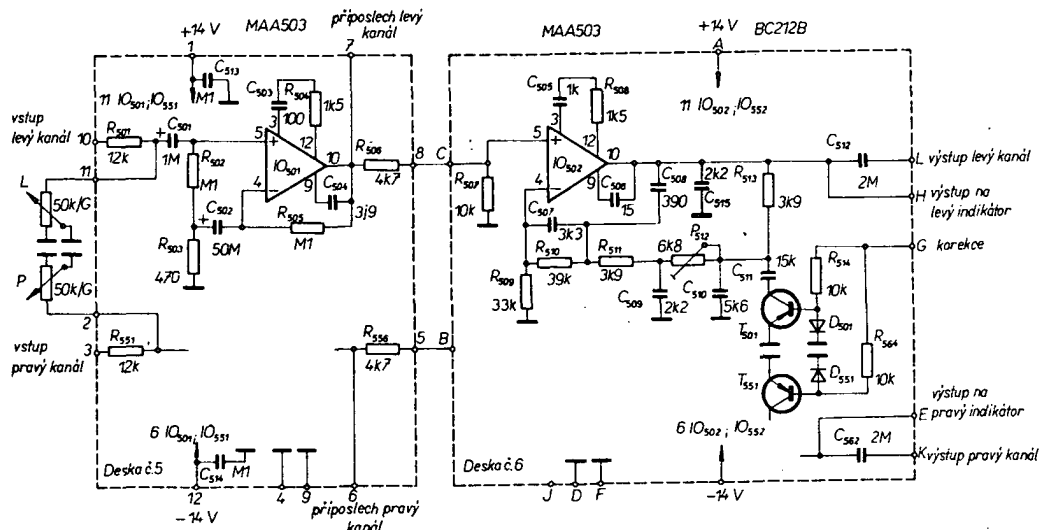 +14 V
MAA503
příposlech levý
kanál
1
7
C513
M1
11 IO501, IO551
C503
100
R504
1k5
3
12
vstup
levý kanál
10
R501
12k
C501
+
1M
5
+
IO501
10
4
-
9
C504
3j9
R506
4k7
8
11
R502
M1
L
50k/G
+
C502
50M
R505
M1
R503
470
P
50k/G
2
3
R551
12k
vstup
pravý kanál
R556
4k7
5
6 IO501, IO551
C514
M1
Deska č.5
12
-14 V
4
9
6
příposlech pravý
kanál
MAA503
+14 V
BC212B
A
C505
1k
R508
1k5
11 IO502, IO552
3
12
C
5
+
IO502
10
4
-
9
R507
10k
C506
15
C508
390
2k2
C515
R513
3k9
C512
2M
L výstup levý kanál
H výstup na
levý indikátor
C507
3k3
R510
39k
R511
3k9
6k8
P512
R509
33k
C509
2k2
C510
5k6
C511
15k
G korekce
R514
10k
T501
D501
R564
10k
T551
D551
B
výstup na
E pravý indikátor
6 IO502, IO552
C562
2M
K výstup pravý kanál
Deska č.6
J
D
F
-14 V